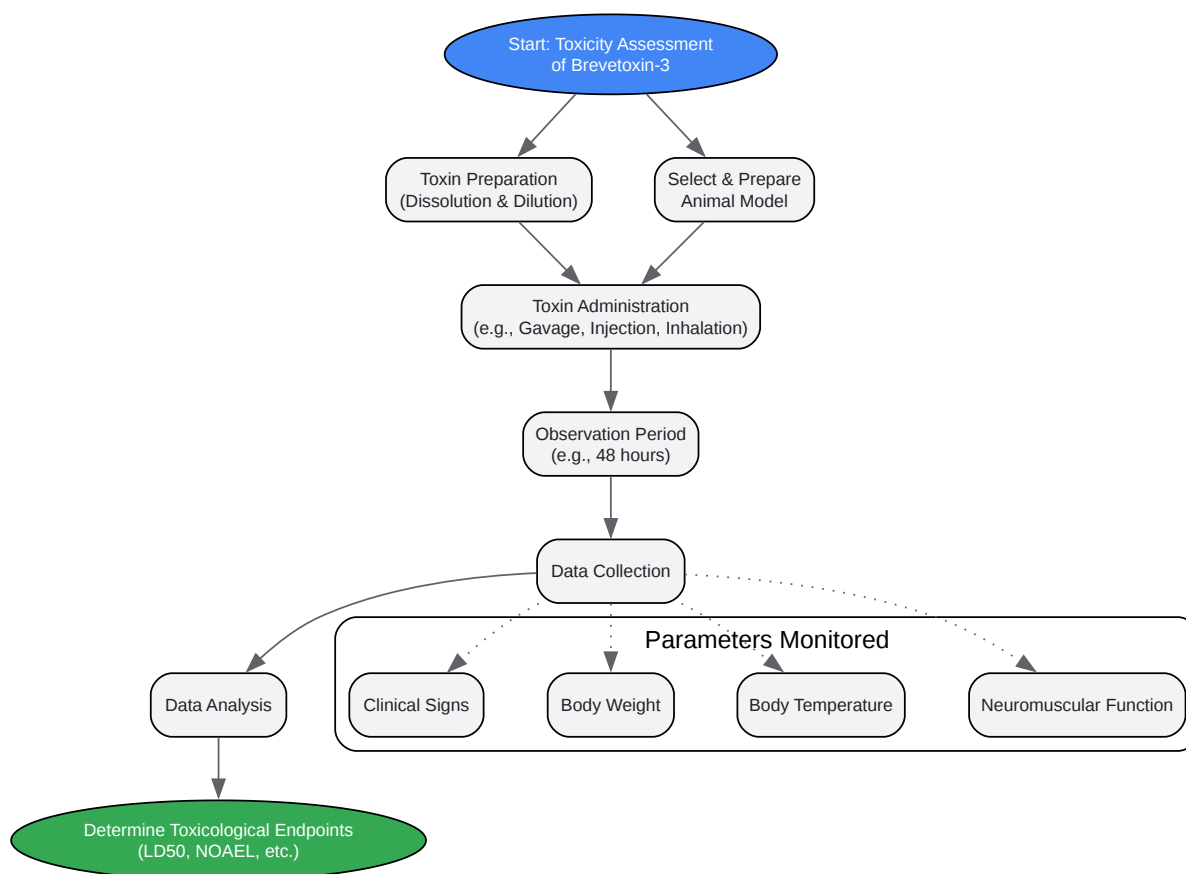 Start: Toxicity Assessment
of Brevetoxin-3
Toxin Preparation
(Dissolution & Dilution)
Select & Prepare
Animal Model
Toxin Administration
(e.g., Gavage, Injection, Inhalation)
Observation Period
(e.g., 48 hours)
Data Collection
Parameters Monitored
Data Analysis
Clinical Signs
Body Weight
Body Temperature
Neuromuscular Function
Determine Toxicological Endpoints
(LD50, NOAEL, etc.)